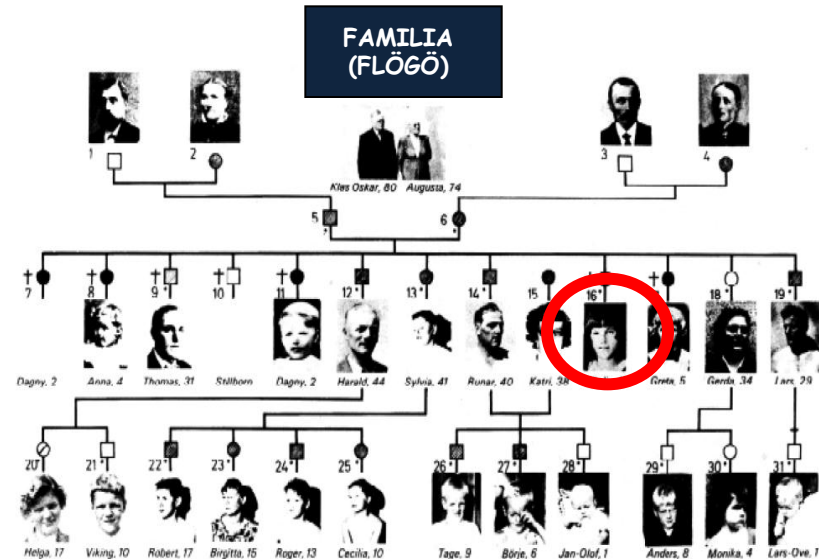 FAMILIA
(FLÖGÖ)
1 2 3 4
Klas Oskar, 80 Augusta, 74
5 6
7 8 9 10 11 12 13 14 15 16 18 19
Dagny, 2 Anna, 4 Thomas, 31 Stillborn Dagny, 2 Harald, 44 Sylvia, 41 Runar, 40 Katri, 38 Greta, 5 Gerda, 34 Lars, 29
20 21 22 23 24 25 26 27 28 29 30 31
Helga, 17 Viking, 10 Robert, 17 Birgitta, 15 Roger, 13 Cecilia, 10 Tage, 9 Börje, 6 Jan-Olof, 1 Anders, 8 Monika, 4 Lars-Ove, 1